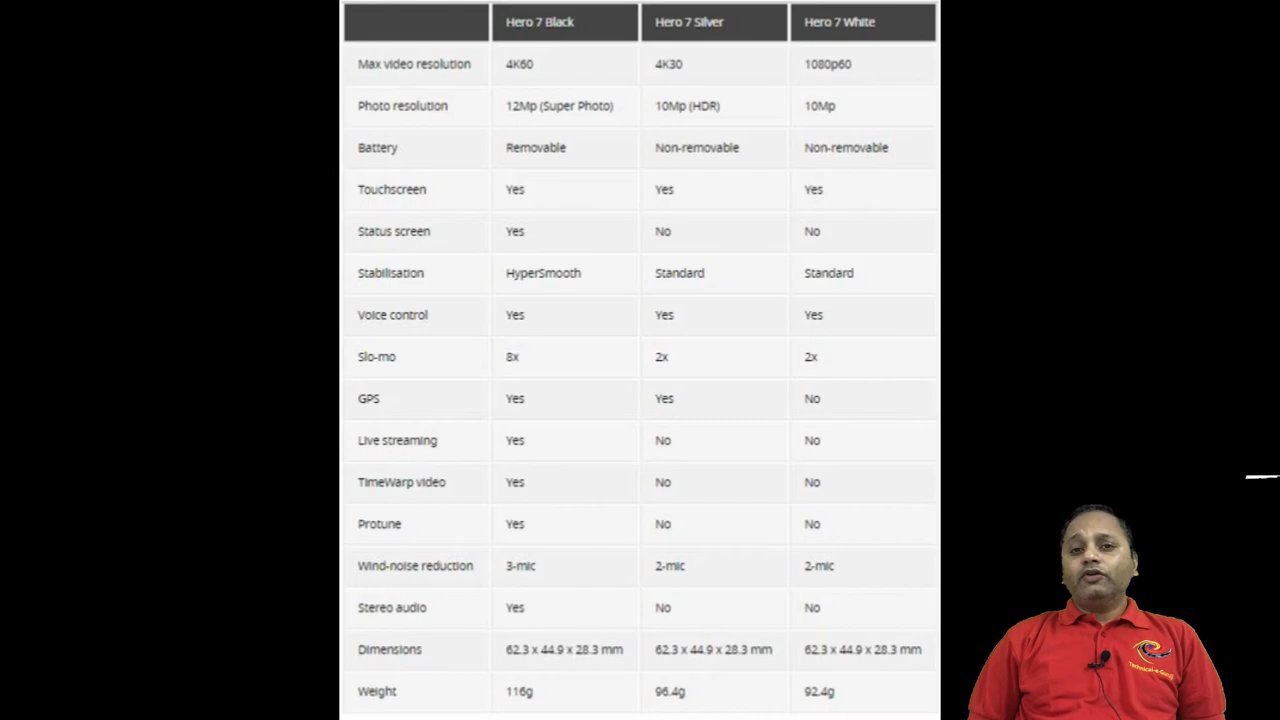 Hero 7 Black Hero 7 Silver Hero 7 White
Max video resolution 4K60 4K30 1080p60
Photo resolution 12Mp (Super Photo) 10Mp (HDR) 10Mp
Battery Removable Non-removable Non-removable
Touchscreen Yes Yes Yes
Status screen Yes No No
Stabilisation HyperSmooth Standard Standard
Voice control Yes Yes Yes
Slo-mo 8x 2x 2x
GPS Yes Yes No
Live streaming Yes No No
TimeWarp video Yes No No
Protune Yes No No
Wind-noise reduction 3-mic 2-mic 2-mic
Stereo audio Yes No No
Dimensions 62.3 x 44.9 x 28.3 mm 62.3 x 44.9 x 28.3 mm 62.3 x 44.9 x 28.3 mm
Weight 116g 96.4g 92.4g